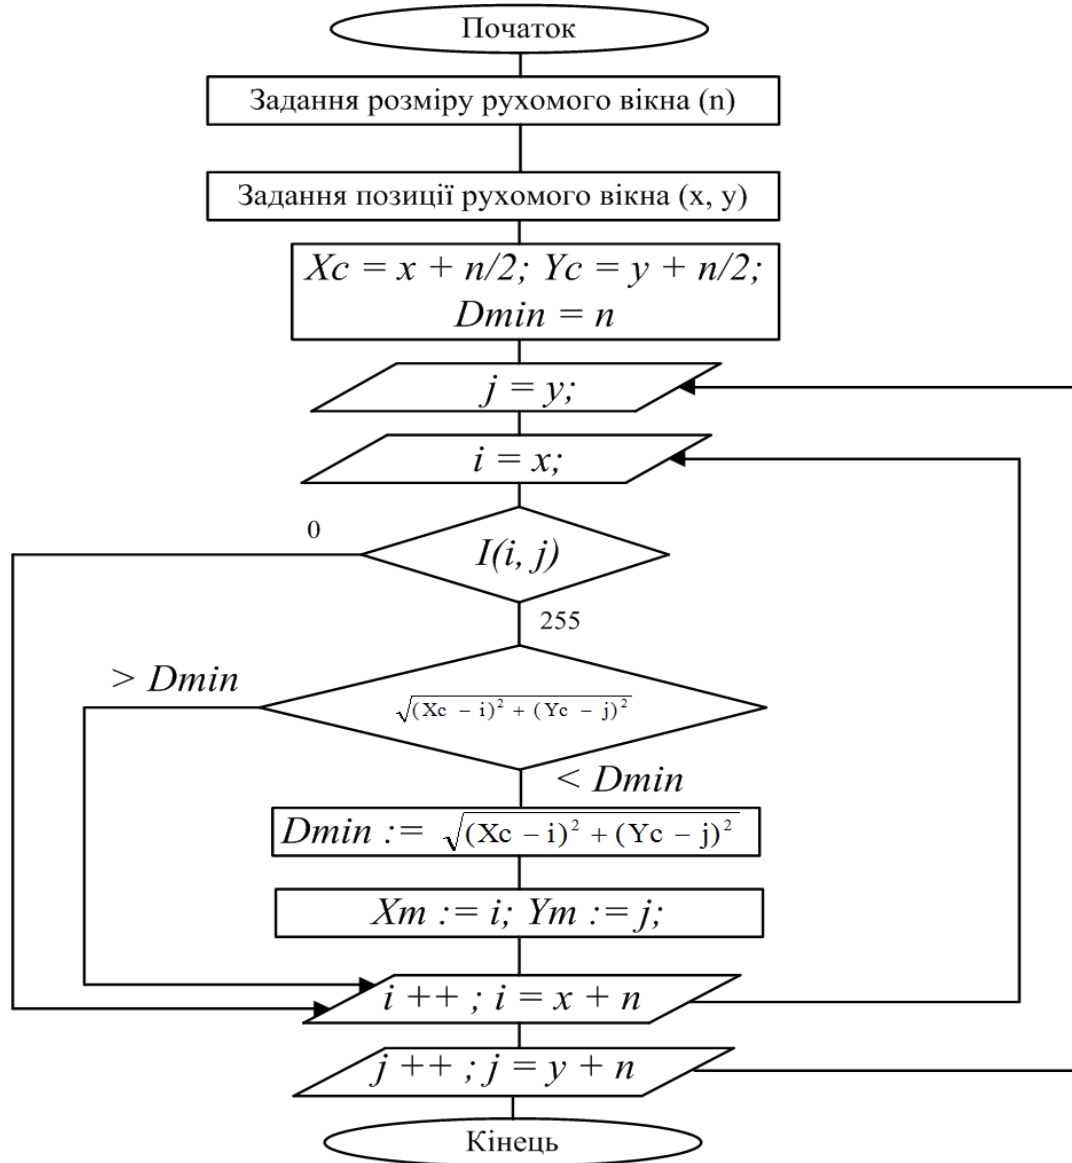 Початок
Задання розміру рухомого вікна (n)
Задання позиції рухомого вікна (x, y)
Xc = x + n/2; Yc = y + n/2;
Dmin = n
j = y;
i = x;
0
I(i, j)
255
> Dmin
√(Xc - i)² + (Yc - j)²
< Dmin
Dmin := √(Xc - i)² + (Yc - j)²
Xm := i; Ym := j;
i ++ ; i = x + n
j ++ ; j = y + n
Кінець